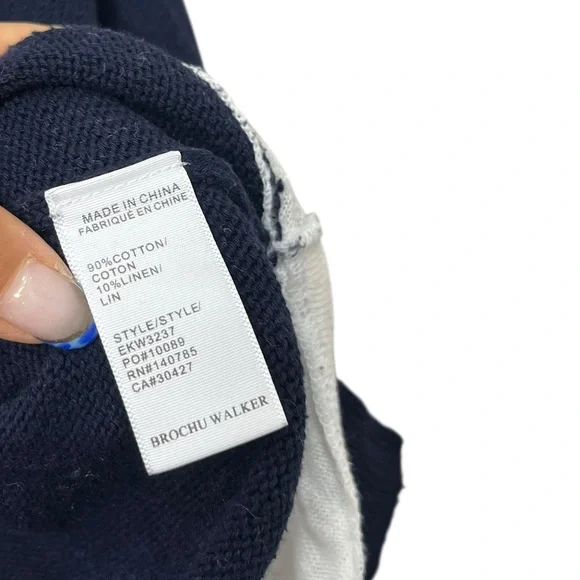 MADE IN CHINA
FABRIQUÉ EN CHINE
90%COTTON/
COTON
10%LINEN/
LIN
STYLE/STYLE/
EKW3237
PO#10089
RN#140785
CA#30427
BROCHU WALKER